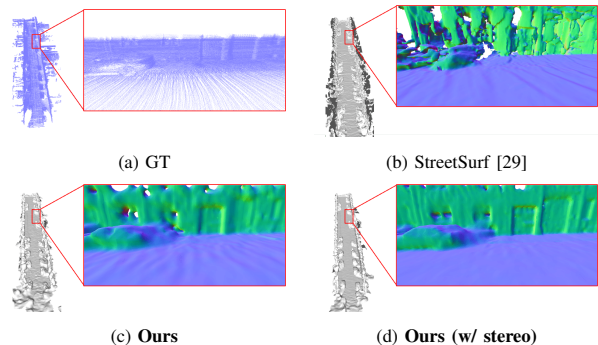 (a) GT
(b) StreetSurf [29]
(c) Ours
(d) Ours (w/ stereo)